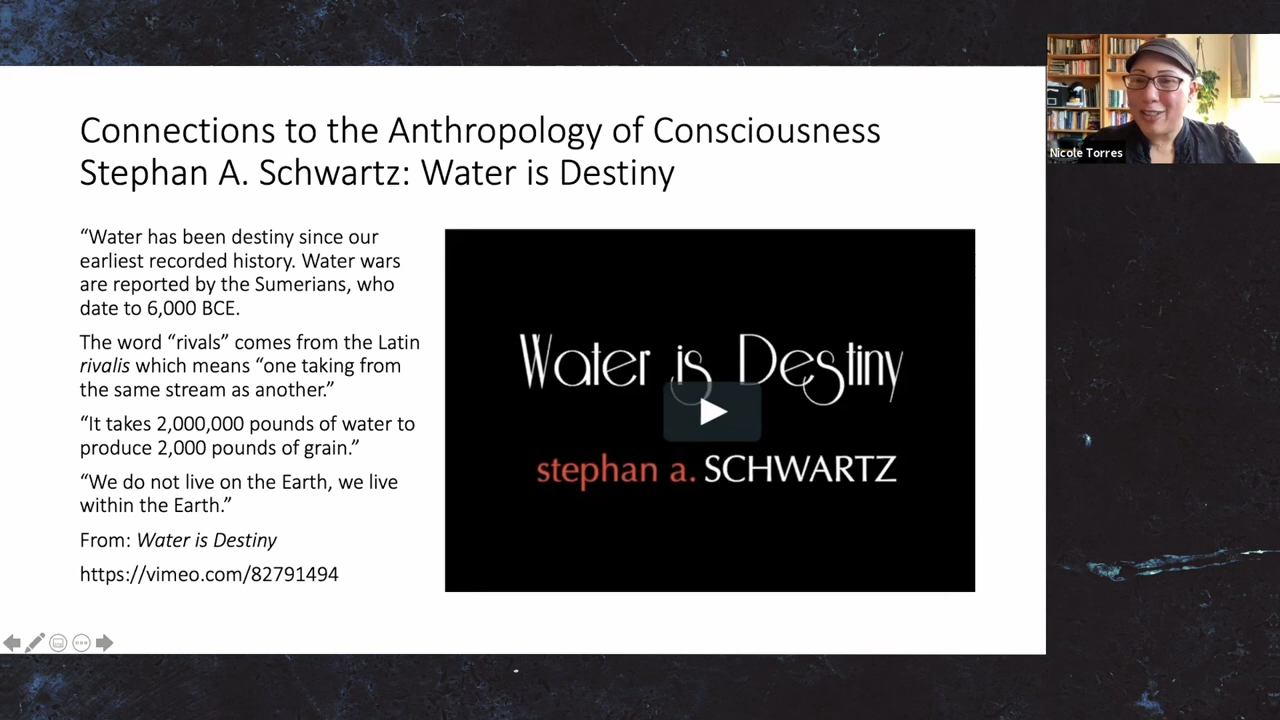 Connections to the Anthropology of Consciousness
Stephan A. Schwartz: Water is Destiny
“Water has been destiny since our
earliest recorded history. Water wars
are reported by the Sumerians, who
date to 6,000 BCE.
The word “rivals” comes from the Latin
rivalis which means “one taking from
the same stream as another.”
“It takes 2,000,000 pounds of water to
produce 2,000 pounds of grain.”
“We do not live on the Earth, we live
within the Earth.”
From: Water is Destiny
https://vimeo.com/82791494
Water is Destiny
stephan a. SCHWARTZ
Nicole Torres